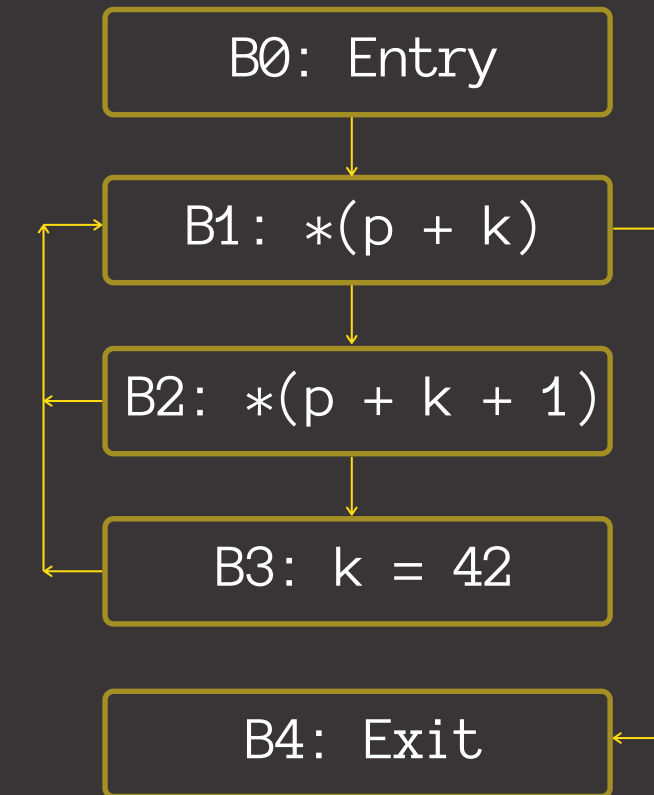 B0: Entry
B1: *(p + k)
B2: *(p + k + 1)
B3: k = 42
B4: Exit